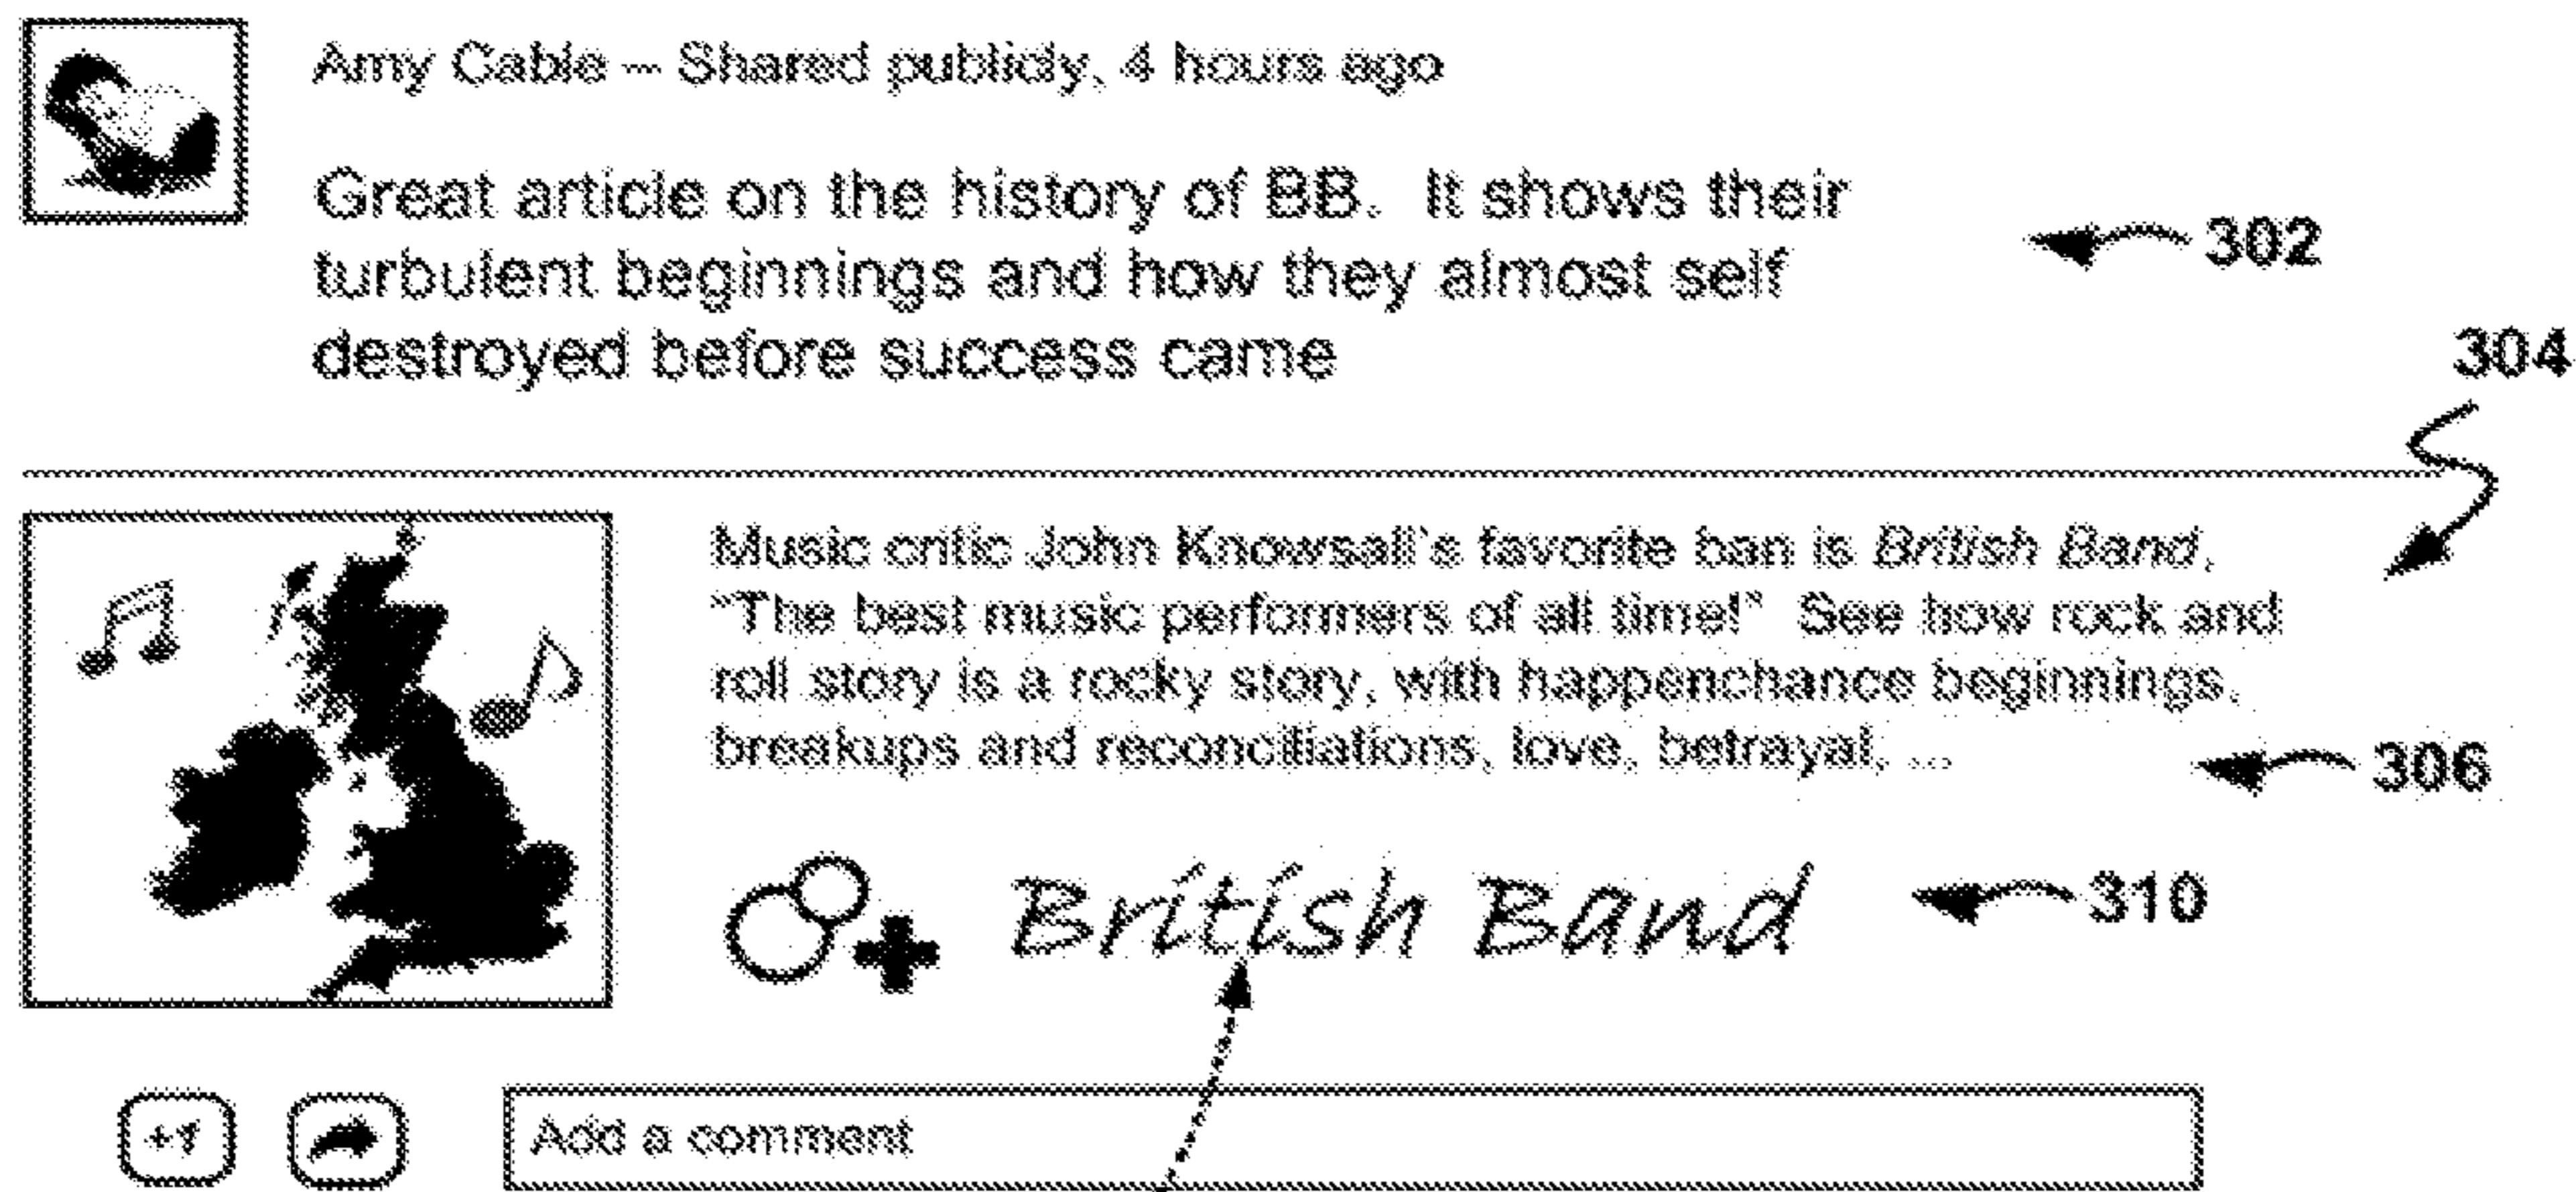 Amy Cable -- Shared publicly, 4 hours ago
Great article on the history of BB. It shows their
turbulent beginnings and how they almost self
destroyed before success came
302
304
Music critic John Knowsall's favorite ban is British Band,
"The best music performers of all time!" See how rock and
roll story is a rocky story, with happenchance beginnings,
breakups and reconciliations, love, betrayal, ...
306
British Band
310
+1
Add a comment